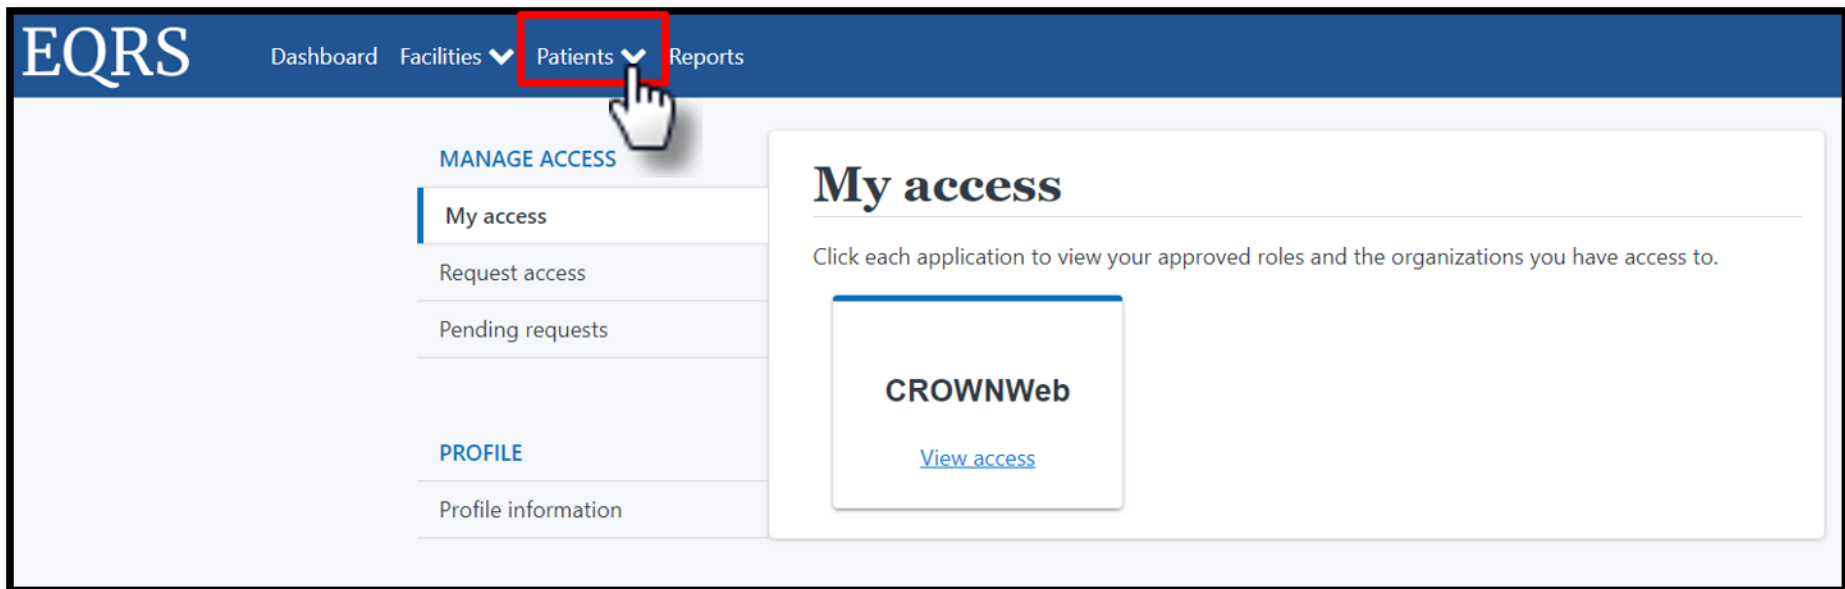 EQRS Dashboard Facilities Patients Reports
MANAGE ACCESS
My access
Request access
Pending requests
PROFILE
Profile information
My access
Click each application to view your approved roles and the organizations you have access to.
CROWNWeb
View access